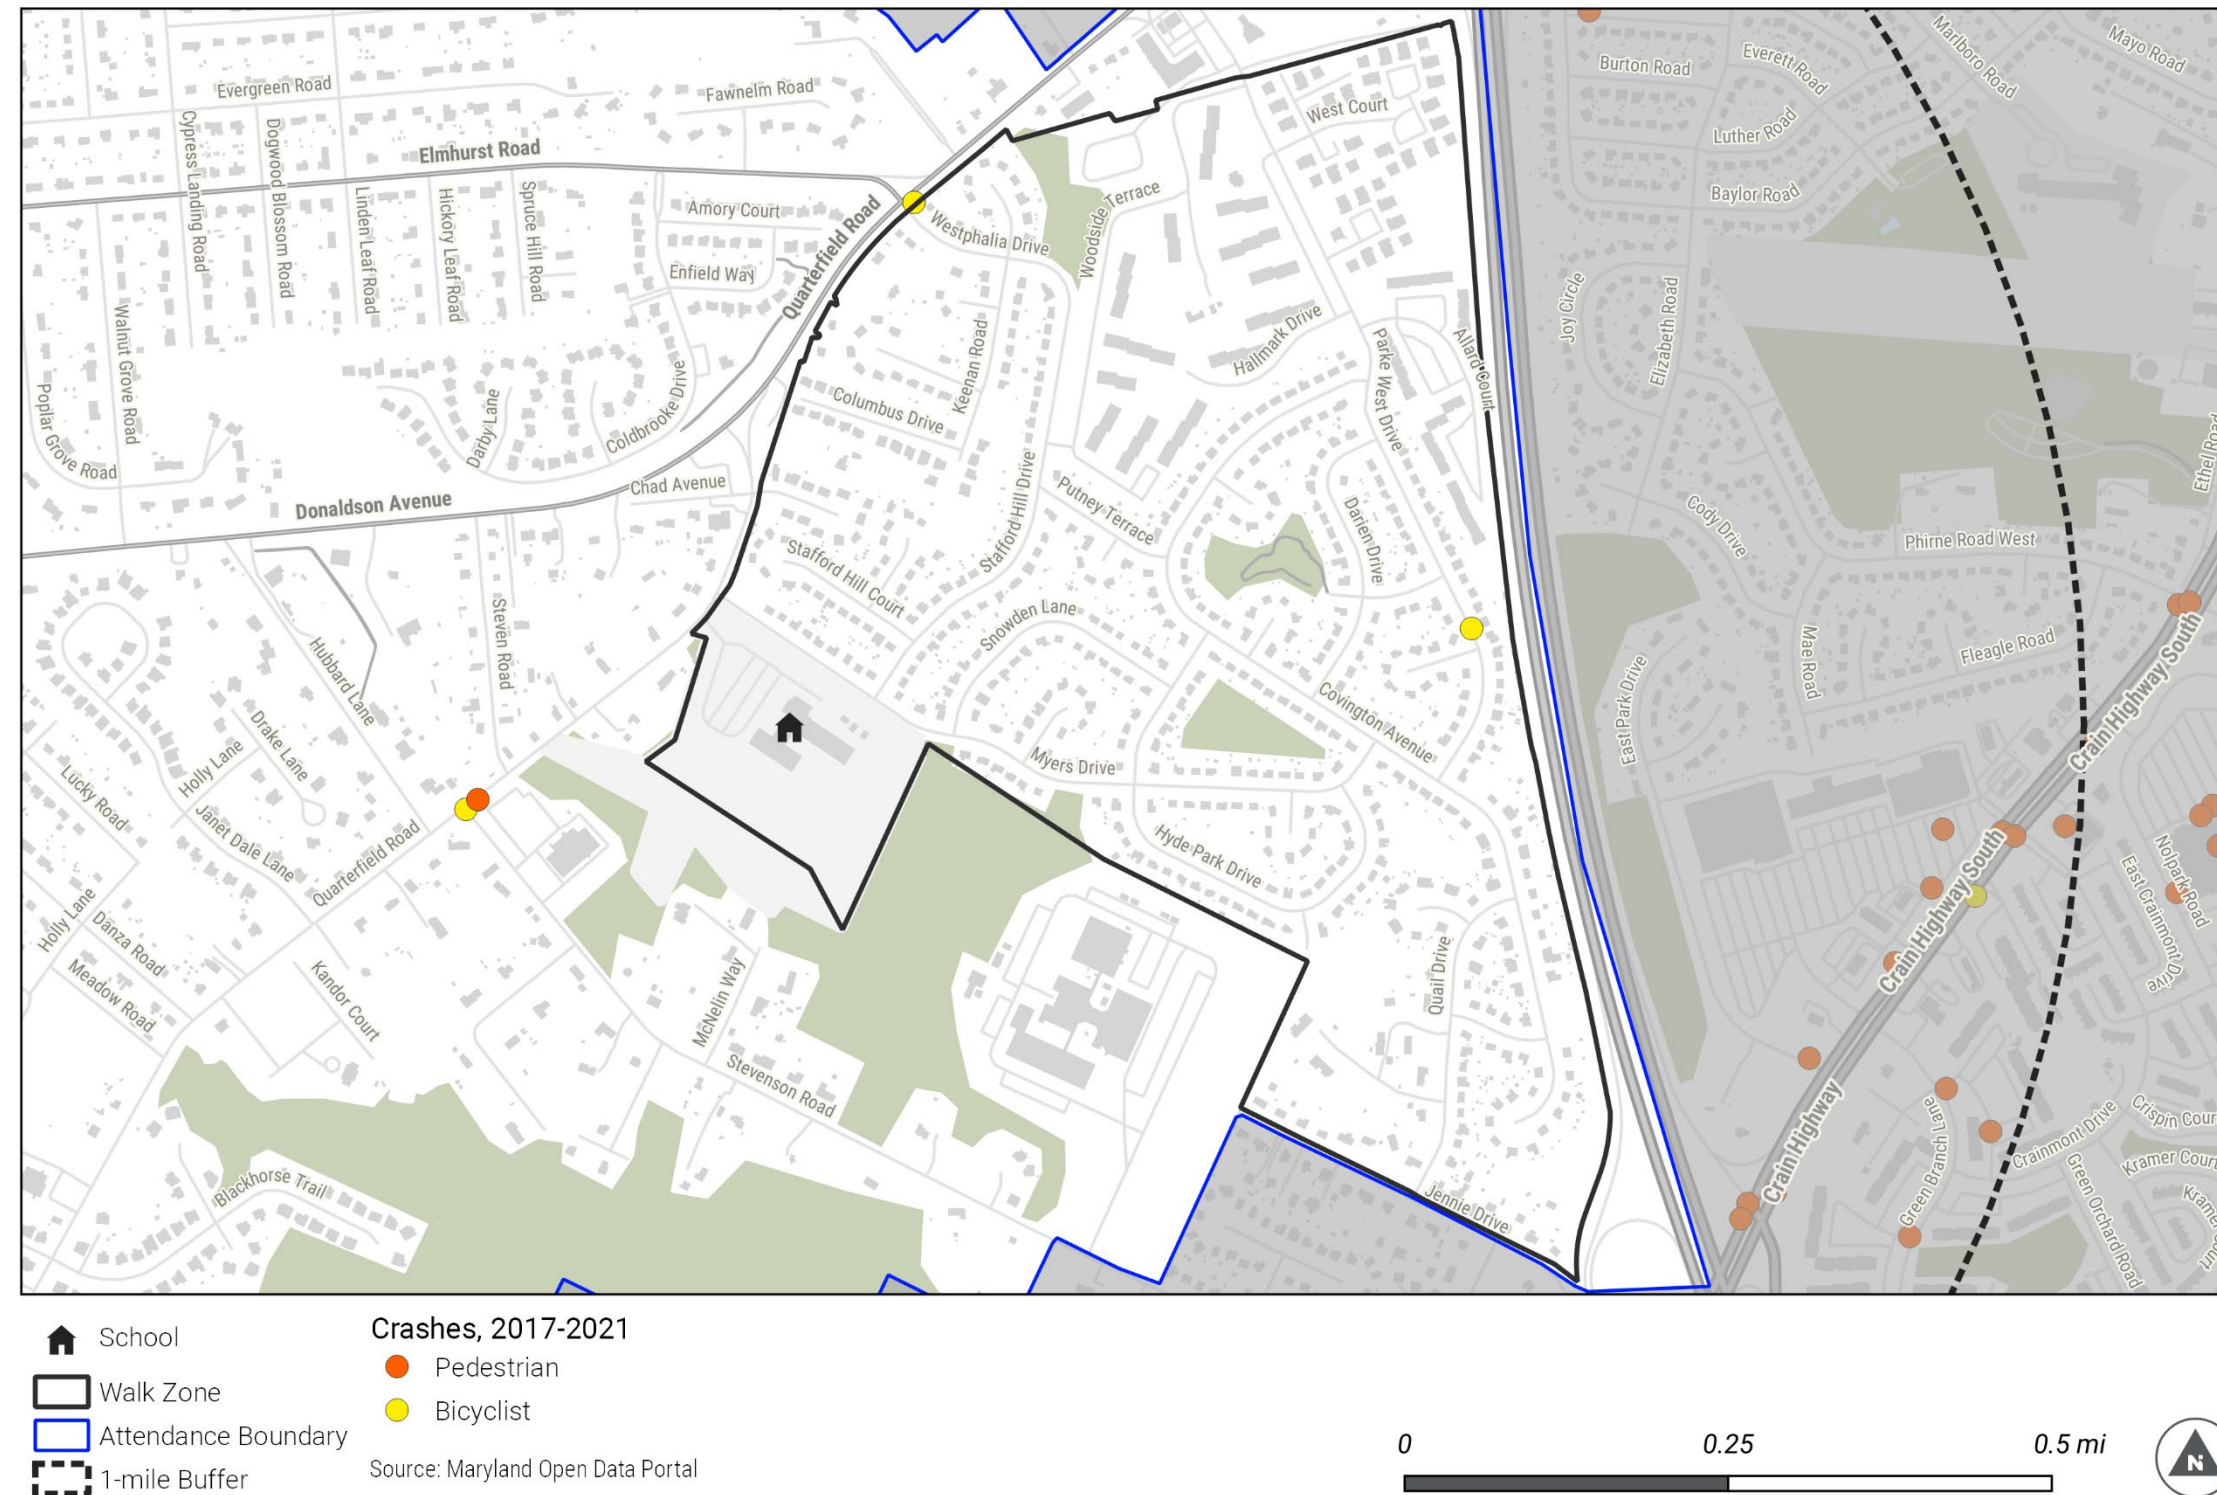 Evergreen Road
Fawnelm Road
Cypress Landing Road
Dogwood Blossom Road
Elmhurst Road
Linden Leaf Road
Hickory Leaf Road
Spruce Hill Road
Amory Court
Enfield Way
Quarterfield Road
Westphalia Drive
Woodside Terrace
West Court
Burton Road
Everett Road
Marlboro Road
Mayo Road
Luther Road
Baylor Road
Joy Circle
Elizabeth Road
Walnut Grove Road
Poplar Grove Road
Darby Lane
Coldbrooke Drive
Columbus Drive
Keenan Road
Hallmark Drive
Parke West Drive
Allard Court
Ethel Road
Donaldson Avenue
Chad Avenue
Stafford Hill Drive
Putney Terrace
Darien Drive
Cody Drive
Phirne Road West
Stafford Hill Court
Snowden Lane
Steven Road
Hubbard Lane
Covington Avenue
East Park Drive
Mae Road
Fleagle Road
Crain Highway South
Drake Lane
Holly Lane
Lucky Road
Janet Dale Lane
Quarterfield Road
Myers Drive
Hyde Park Drive
Crain Highway South
Nolpark Road
East Crainmont Drive
Holly Lane
Danza Road
Meadow Road
Kandor Court
McNelin Way
Stevenson Road
Quail Drive
Blackhorse Trail
Jennie Drive
Crain Highway
Green Branch Lane
Crainmont Drive
Crispin Cour
Kramer Court
Green Orchard Road
School
Walk Zone
Attendance Boundary
1-mile Buffer
Crashes, 2017-2021
Pedestrian
Bicyclist
Source: Maryland Open Data Portal
0 0.25 0.5 mi
N